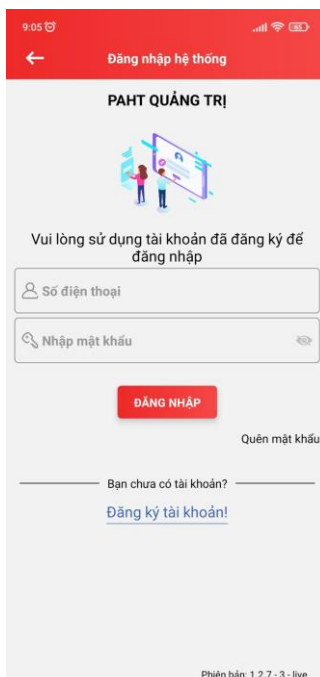 9:05
65
Đăng nhập hệ thống
PAHT QUẢNG TRỊ
Vui lòng sử dụng tài khoản đã đăng ký để
đăng nhập
Số điện thoại
Nhập mật khẩu
ĐĂNG NHẬP
Quên mật khẩu
Bạn chưa có tài khoản?
Đăng ký tài khoản!
Phiên bản: 1.2.7 - 3 - live